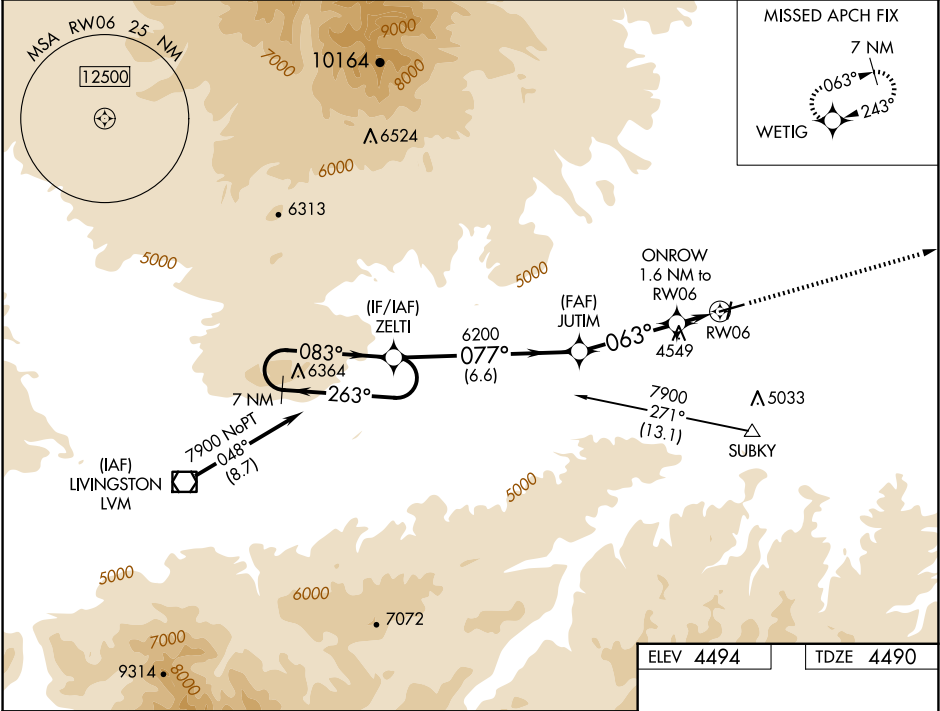 MSA RW06 25 NM
12500
7000
9000
10164
8000
6524
6000
6313
5000
5000
MISSED APCH FIX
7 NM
063°
243°
WETIG
(IF/IAF)
ZELTI
083°
6364
263°
7 NM
6200
077°
(6.6)
(FAF)
JUTIM
063°
ONROW
1.6 NM to
RW06
RW06
4549
7900 NoPT
048°
(8.7)
(IAF)
LIVINGSTON
LVM
7900
271°
(13.1)
5033
SUBKY
5000
5000
6000
7072
7000
8000
9314
ELEV 4494
TDZE 4490